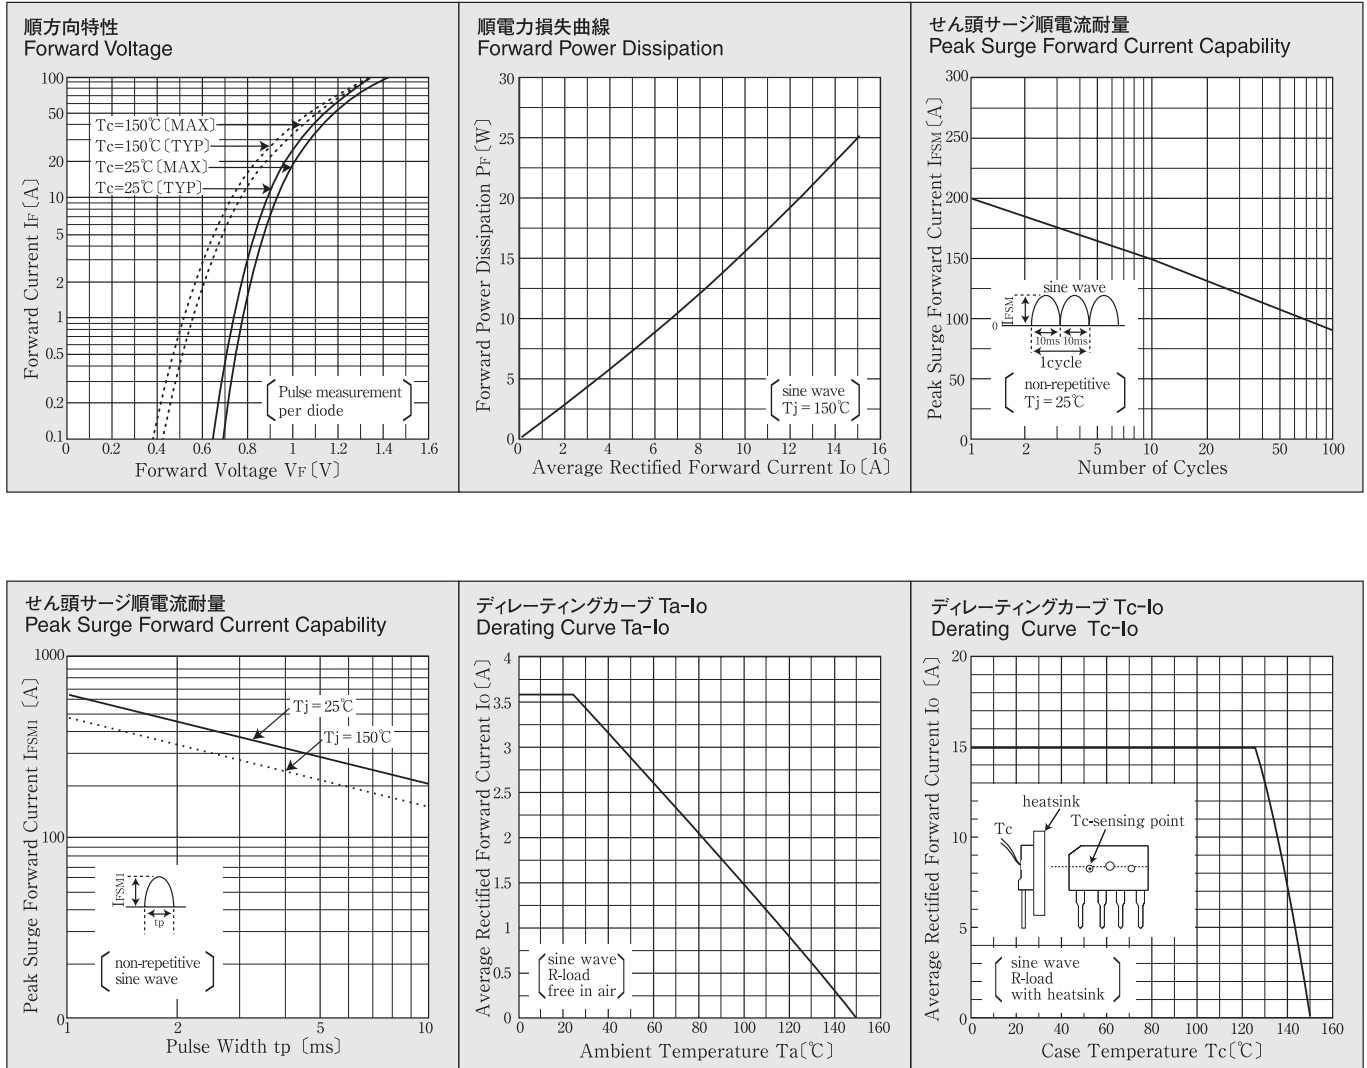 順方向特性
Forward Voltage
Forward Current IF〔A〕
100
50
20
10
5
2
1
0.5
0.2
0.1
Tc=150℃〔MAX〕
Tc=150℃〔TYP〕
Tc=25℃〔MAX〕
Tc=25℃〔TYP〕
Pulse measurement
per diode
0 0.2 0.4 0.6 0.8 1 1.2 1.4 1.6
Forward Voltage VF〔V〕
順電力損失曲線
Forward Power Dissipation
Forward Power Dissipation PF〔W〕
30
25
20
15
10
5
0
sine wave
Tj = 150℃
0 2 4 6 8 10 12 14 16
Average Rectified Forward Current IO〔A〕
せん頭サージ順電流耐量
Peak Surge Forward Current Capability
Peak Surge Forward Current IFSM〔A〕
300
250
200
150
100
50
0
sine wave
IFSM
0
10ms 10ms
1cycle
non-repetitive
Tj = 25℃
1 2 5 10 20 50 100
Number of Cycles
せん頭サージ順電流耐量
Peak Surge Forward Current Capability
Peak Surge Forward Current IFSM1〔A〕
1000
100
0
Tj = 25℃
Tj = 150℃
IFSM1
tp
non-repetitive
sine wave
1 2 5 10
Pulse Width tp〔ms〕
ディレーティングカーブ Ta-Io
Derating Curve Ta-Io
Average Rectified Forward Current IO〔A〕
4
3.5
3
2.5
2
1.5
1
0.5
0
sine wave
R-load
free in air
0 20 40 60 80 100 120 140 160
Ambient Temperature Ta〔℃〕
ディレーティングカーブ Tc-Io
Derating Curve Tc-Io
Average Rectified Forward Current IO〔A〕
20
15
10
5
0
heatsink
Tc
Tc-sensing point
sine wave
R-load
with heatsink
0 20 40 60 80 100 120 140 160
Case Temperature Tc〔℃〕